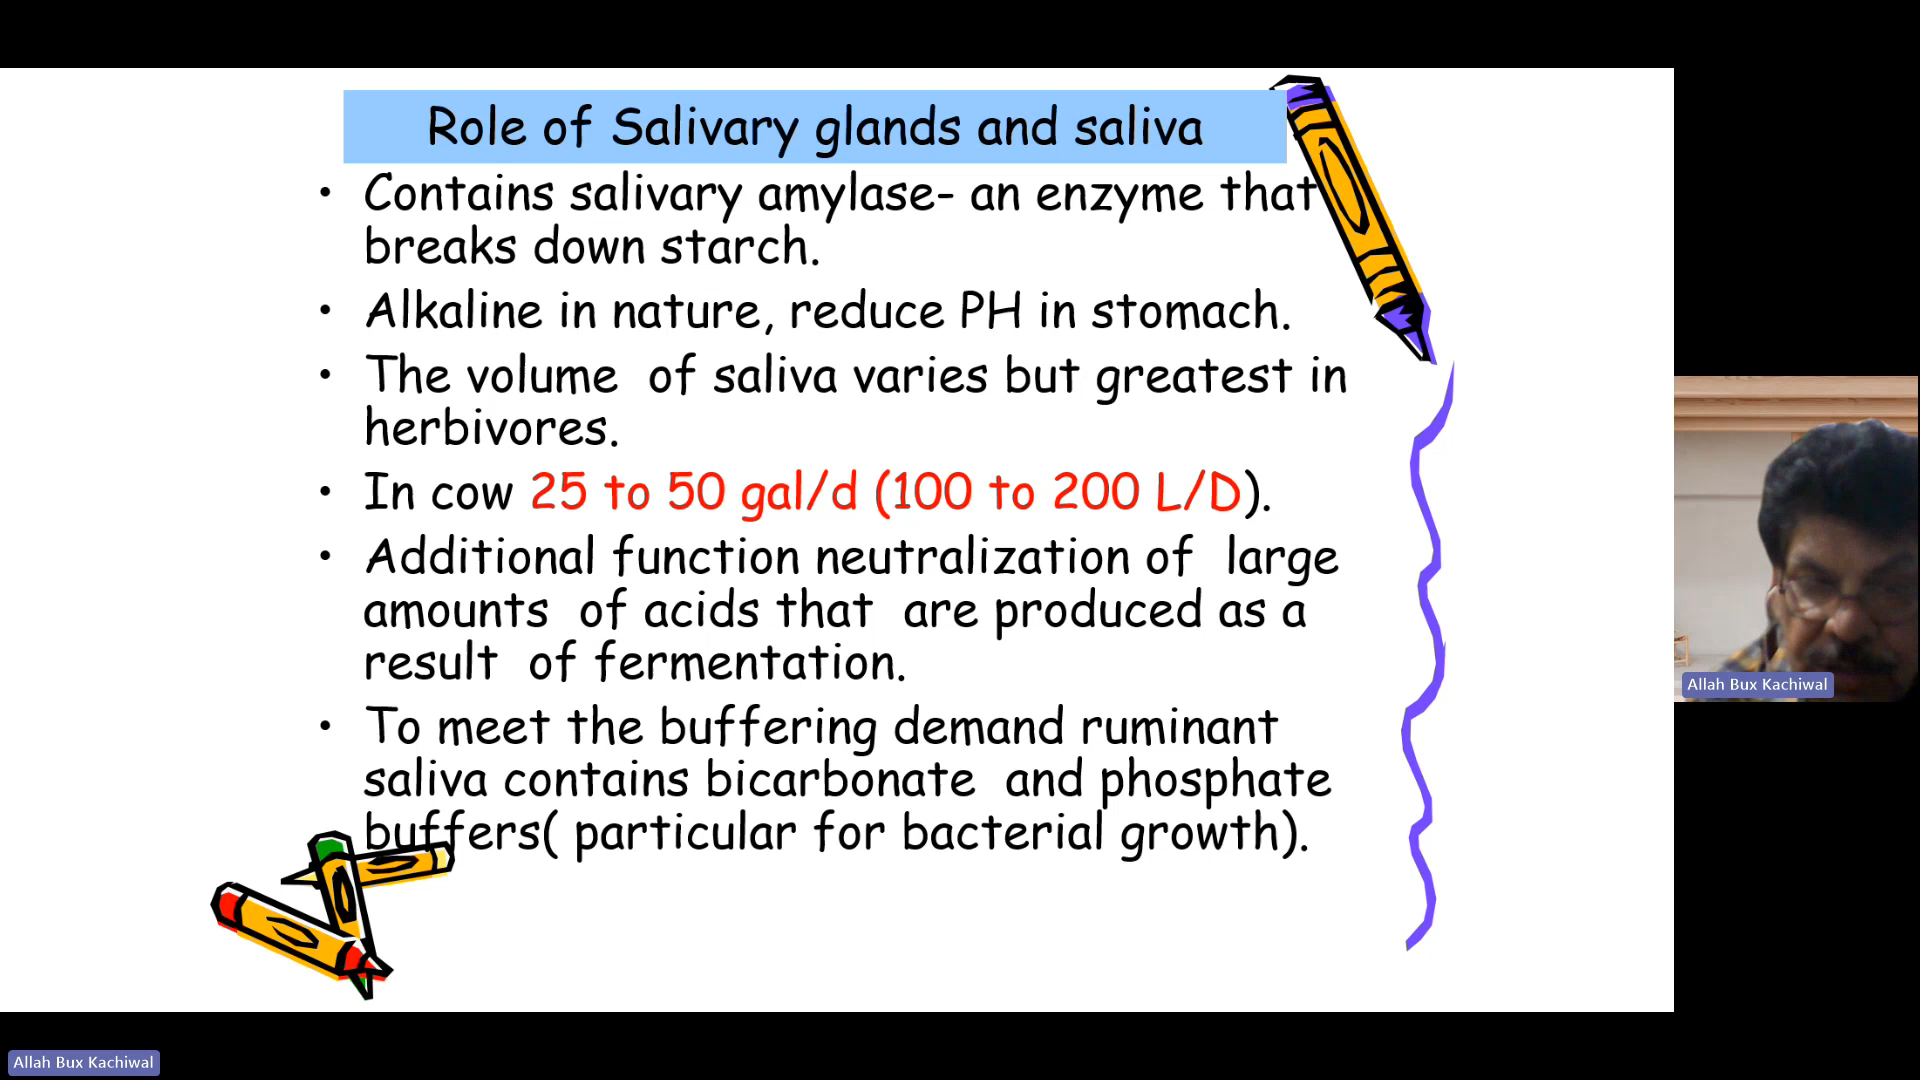 Role of Salivary glands and saliva
• Contains salivary amylase- an enzyme that
breaks down starch.
• Alkaline in nature, reduce PH in stomach.
• The volume of saliva varies but greatest in
herbivores.
• In cow 25 to 50 gal/d (100 to 200 L/D).
• Additional function neutralization of large
amounts of acids that are produced as a
result of fermentation.
• To meet the buffering demand ruminant
saliva contains bicarbonate and phosphate
buffers( particular for bacterial growth).
Allah Bux Kachiwal
Allah Bux Kachiwal